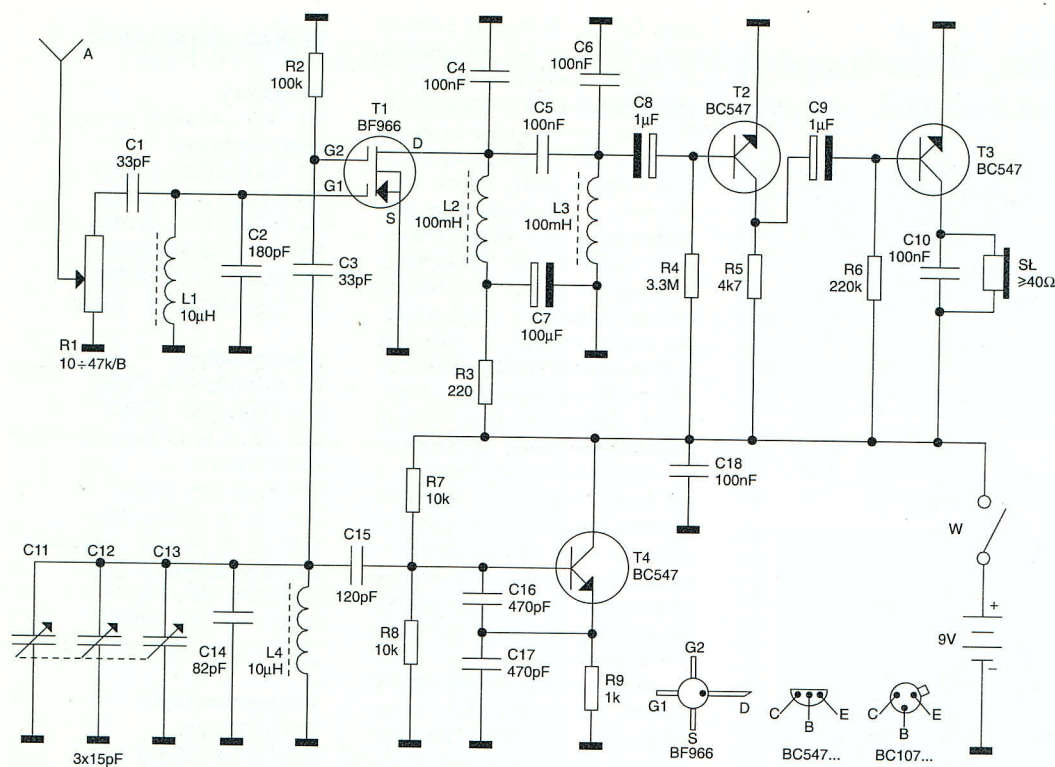 A
R2
100k
C4
100nF
C6
100nF
T1
BF966
D
C5
100nF
C8
1µF
T2
BC547
C9
1µF
T3
BC547
C1
33pF
G2
G1
S
L2
100mH
L3
100mH
C2
180pF
C3
33pF
L1
10µH
R1
10÷47k/B
C7
100µF
R4
3.3M
R5
4k7
R6
220k
C10
100nF
SŁ
≥40Ω
R3
220
C18
100nF
R7
10k
W
C11
C12
C13
C15
120pF
T4
BC547
C16
470pF
C14
82pF
L4
10µH
R8
10k
C17
470pF
R9
1k
9V
+
–
3x15pF
G2
G1
D
S
BF966
C
B
E
BC547...
C
B
E
BC107...